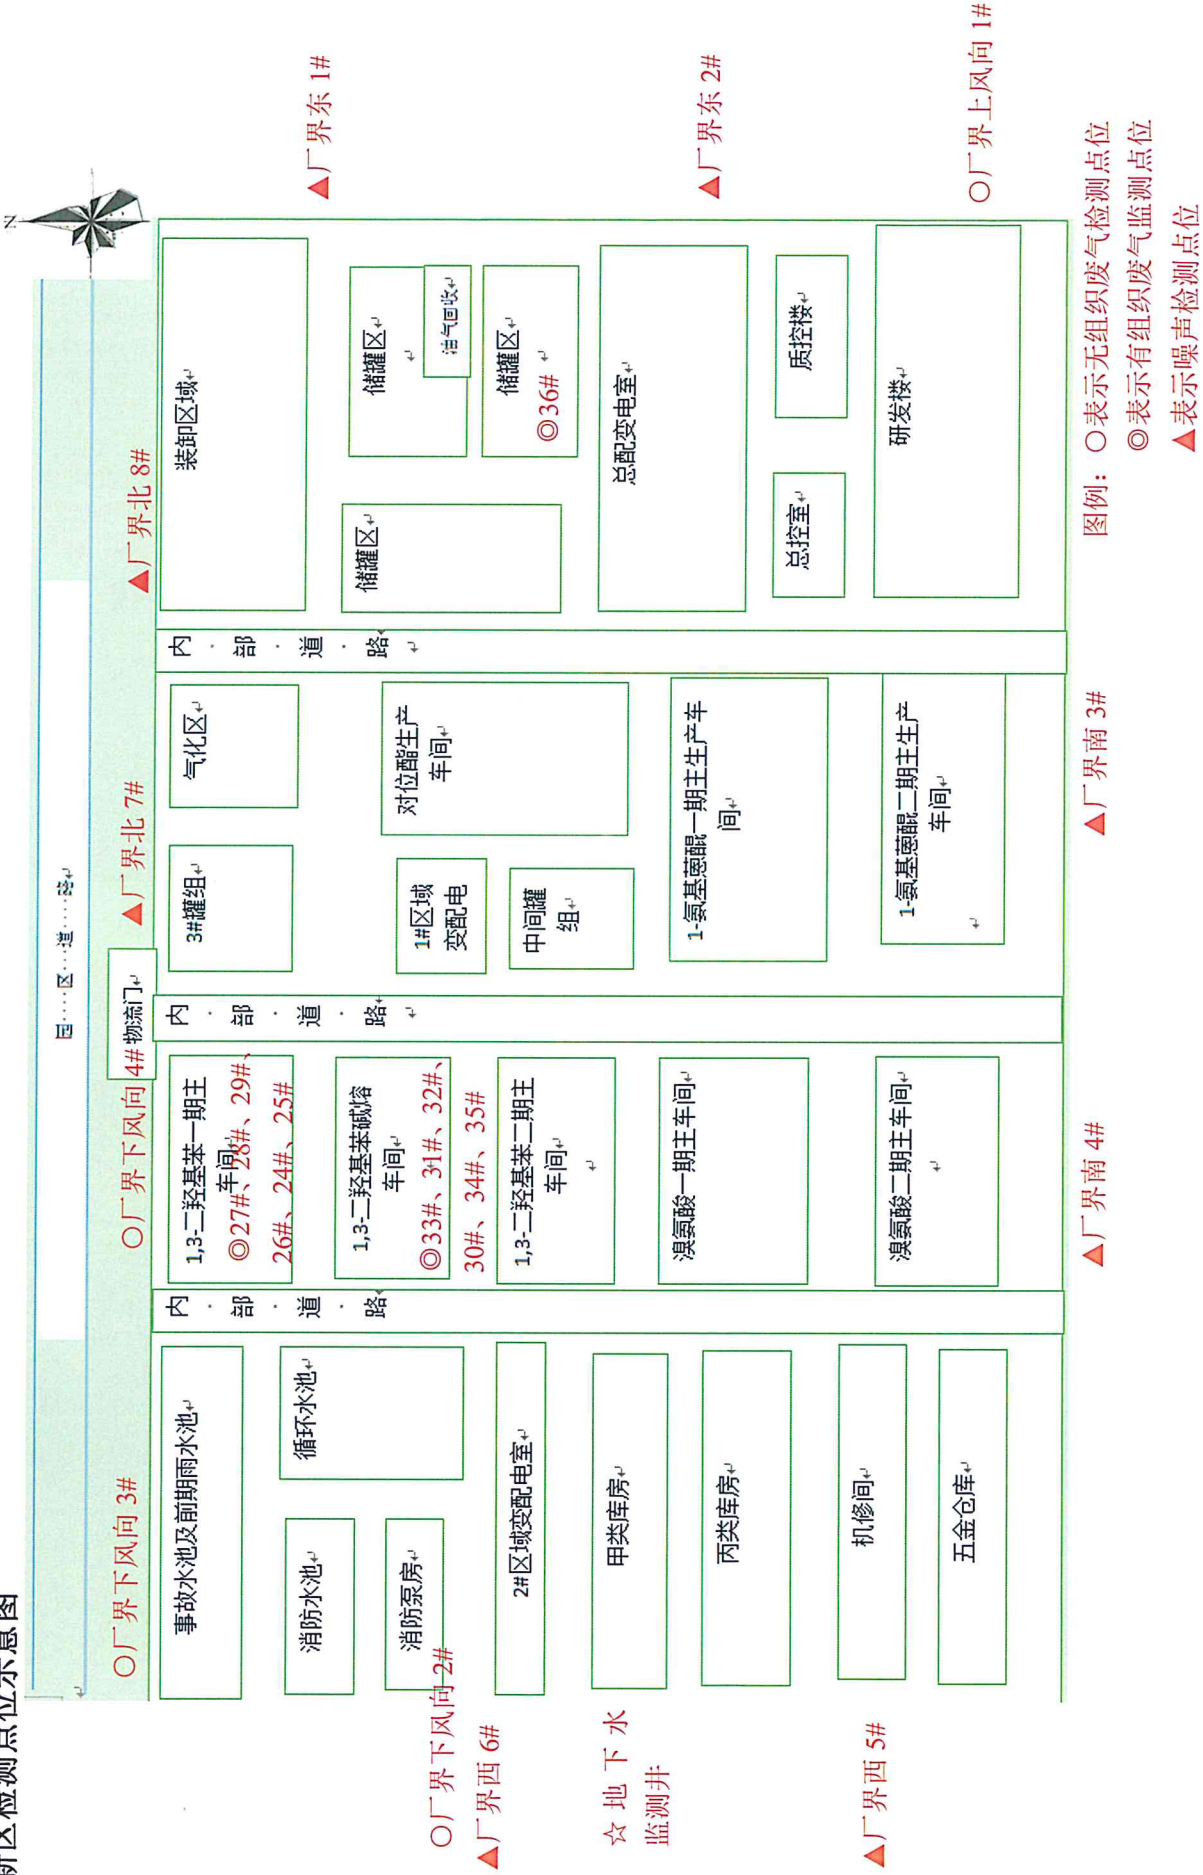 新区检测点位示意图
N
园····区···道····路
▲厂界北 8#
▲厂界北 7#
物流门
○厂界下风向 4#
○厂界下风向 3#
▲厂界东 1#
▲厂界东 2#
○厂界上风向 1#
装卸区域
储罐区
油气回收
储罐区
◎36#
储罐区
总配变电室
质控楼
总控室
研发楼
内·部·道·路
气化区
3#罐组
对位酯生产
车间
1#区域
变配电
中间罐
组
1-氨基蒽醌一期主生产车
间
1-氨基蒽醌二期主生产
车间
内·部·道·路
1,3-二羟基苯一期主
车间
◎27#、28#、29#、
26#、24#、25#
1,3-二羟基苯碱熔
车间
◎33#、31#、32#、
30#、34#、35#
1,3-二羟基苯二期主
车间
溴氨酸一期主车间
溴氨酸二期主车间
内·部·道·路
事故水池及前期雨水池
循环水池
消防水池
消防泵房
2#区域变配电室
甲类库房
丙类库房
机修间
五金仓库
○厂界下风向 2#
▲厂界西 6#
☆ 地 下 水
监测井
▲厂界西 5#
▲厂界南 4#
▲厂界南 3#
图例：○表示无组织废气检测点位
◎表示有组织废气监测点位
▲表示噪声检测点位